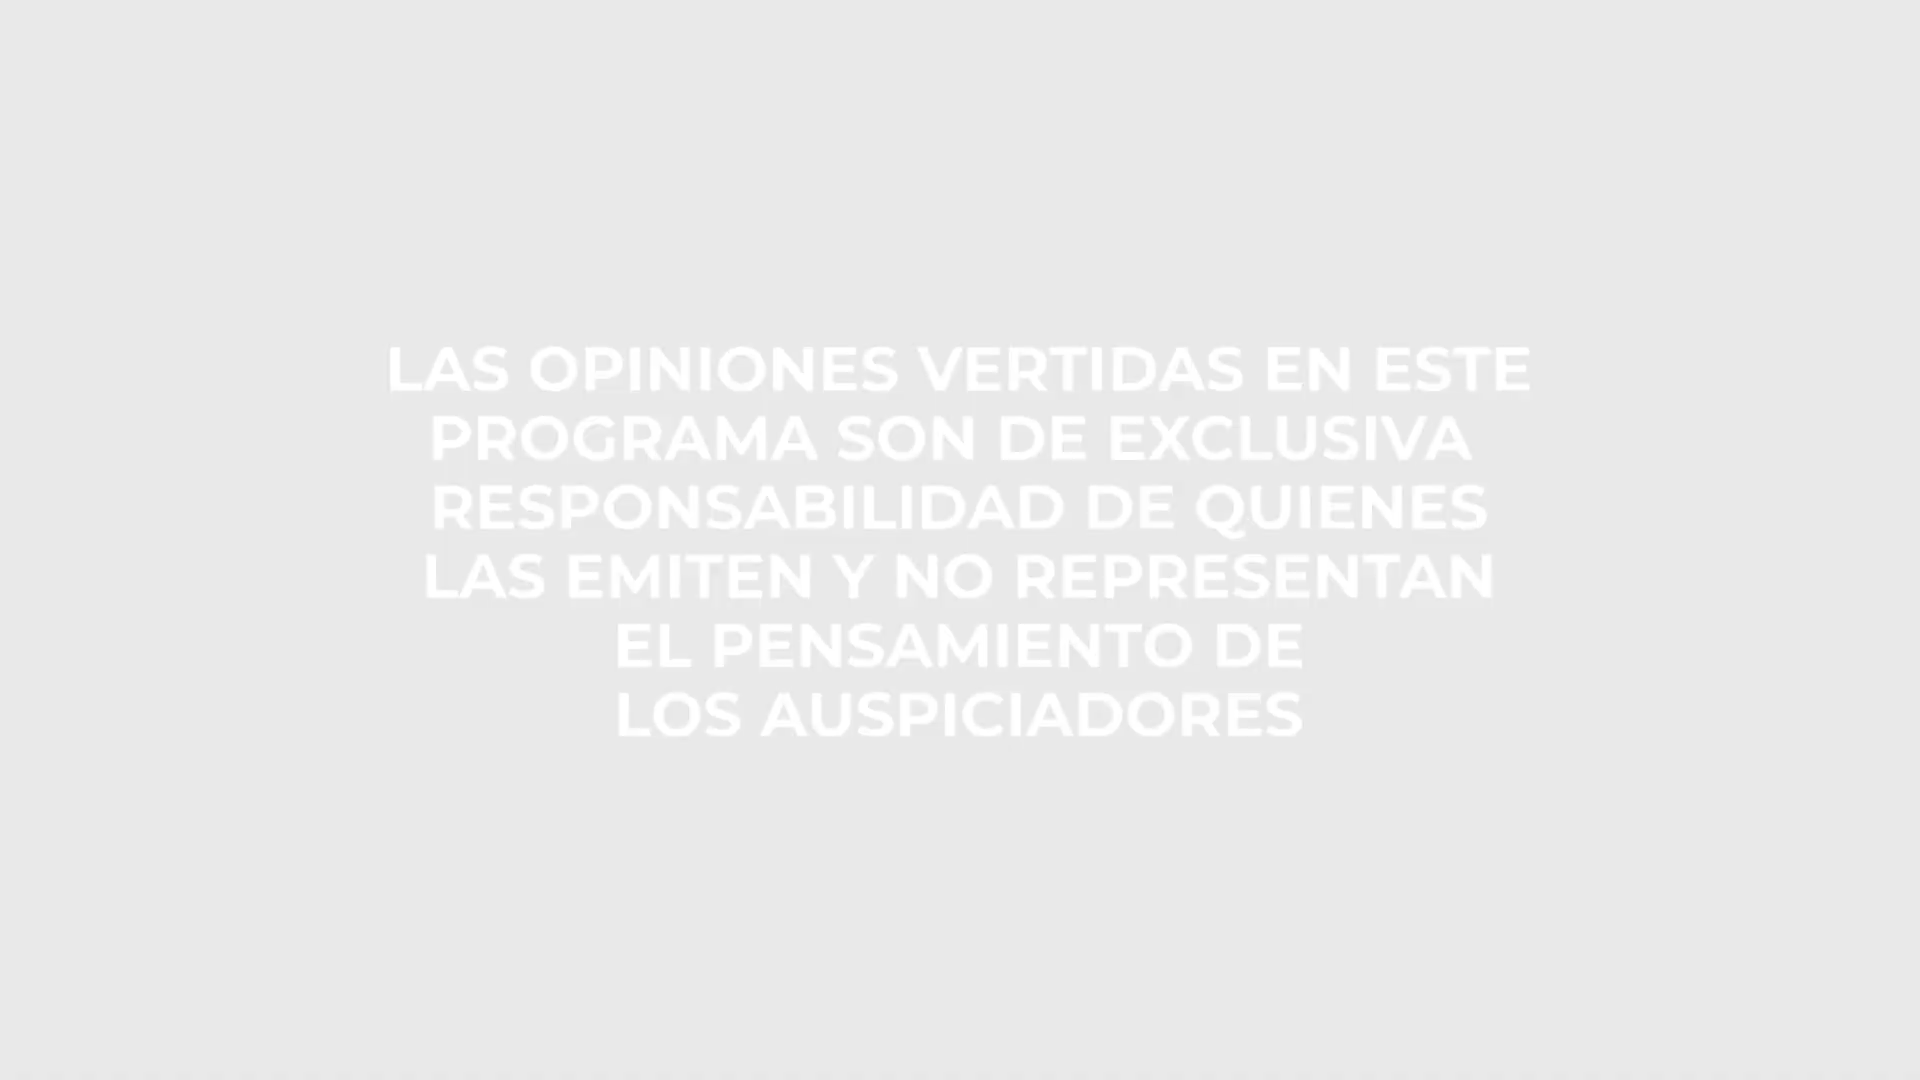 LAS OPINIONES VERTIDAS EN ESTE
PROGRAMA SON DE EXCLUSIVA
RESPONSABILIDAD DE QUIENES
LAS EMITEN Y NO REPRESENTAN
EL PENSAMIENTO DE
LOS AUSPICIADORES